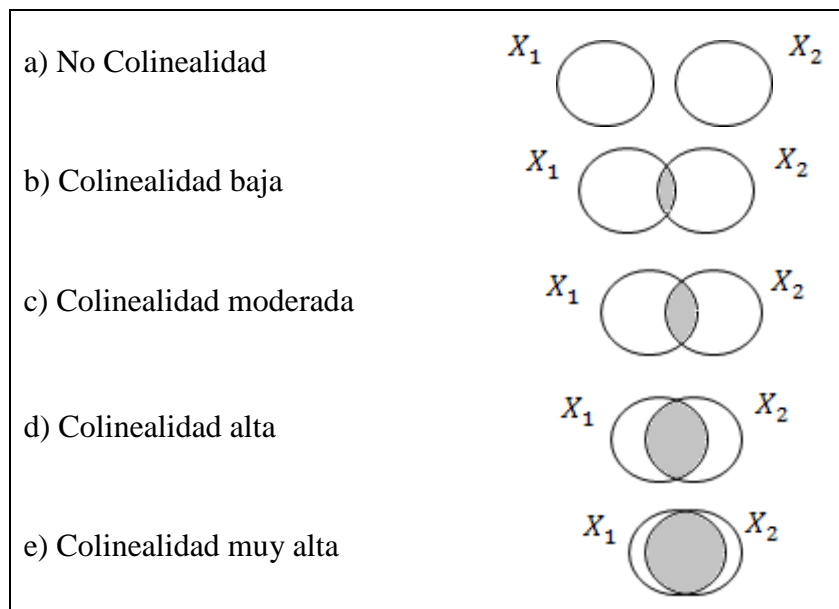 a) No Colinealidad X₁ X₂
b) Colinealidad baja X₁ X₂
c) Colinealidad moderada X₁ X₂
d) Colinealidad alta X₁ X₂
e) Colinealidad muy alta X₁ X₂